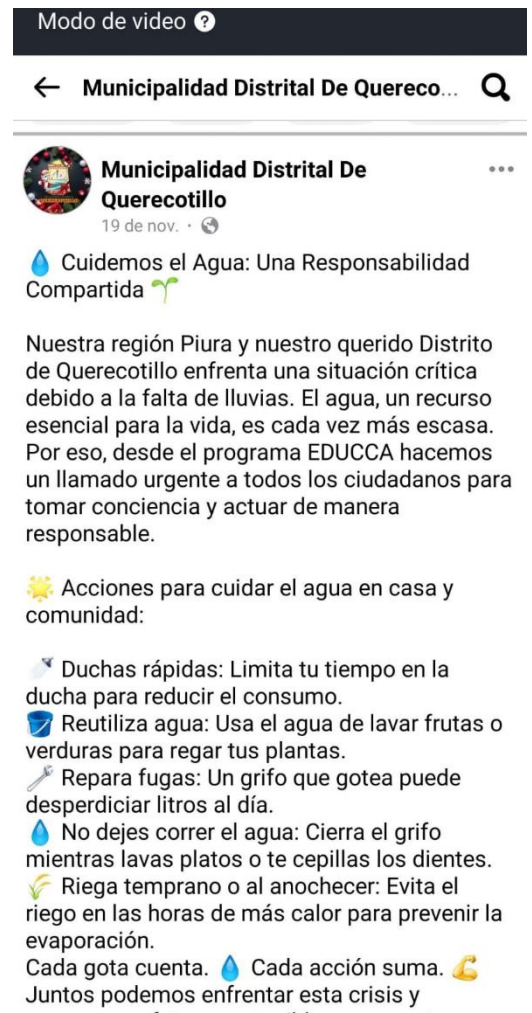 Modo de video ?
Municipalidad Distrital De Quereco...
Municipalidad Distrital De
Querecotillo
19 de nov. ·
💧 Cuidemos el Agua: Una Responsabilidad
Compartida 🌱
Nuestra región Piura y nuestro querido Distrito
de Querecotillo enfrenta una situación crítica
debido a la falta de lluvias. El agua, un recurso
esencial para la vida, es cada vez más escasa.
Por eso, desde el programa EDUCCA hacemos
un llamado urgente a todos los ciudadanos para
tomar conciencia y actuar de manera
responsable.
🌟 Acciones para cuidar el agua en casa y
comunidad:
🚿 Duchas rápidas: Limita tu tiempo en la
ducha para reducir el consumo.
🪣 Reutiliza agua: Usa el agua de lavar frutas o
verduras para regar tus plantas.
🔧 Repara fugas: Un grifo que gotea puede
desperdiciar litros al día.
💧 No dejes correr el agua: Cierra el grifo
mientras lavas platos o te cepillas los dientes.
🌾 Riega temprano o al anochecer: Evita el
riego en las horas de más calor para prevenir la
evaporación.
Cada gota cuenta. 💧 Cada acción suma. 💪
Juntos podemos enfrentar esta crisis y